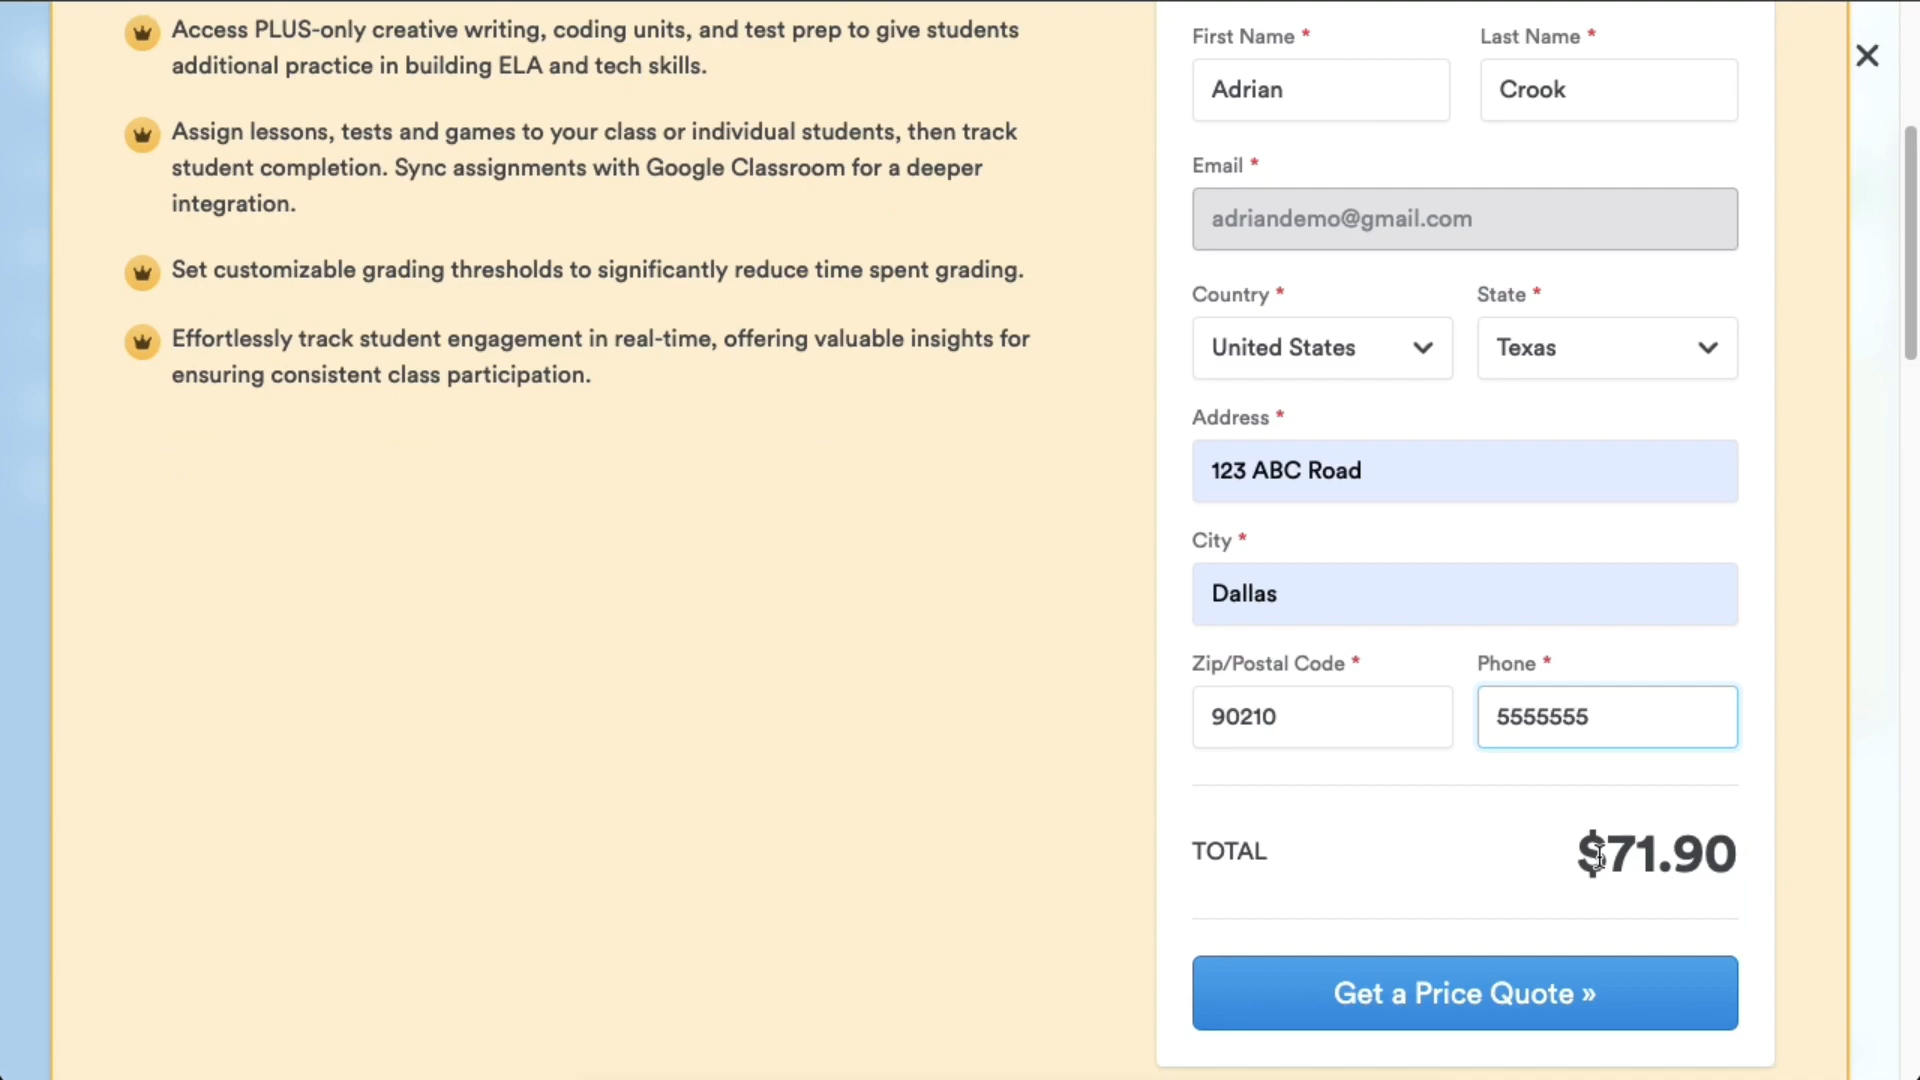 Access PLUS-only creative writing, coding units, and test prep to give students
additional practice in building ELA and tech skills.
Assign lessons, tests and games to your class or individual students, then track
student completion. Sync assignments with Google Classroom for a deeper
integration.
Set customizable grading thresholds to significantly reduce time spent grading.
Effortlessly track student engagement in real-time, offering valuable insights for
ensuring consistent class participation.
First Name * Last Name *
Adrian Crook
Email *
adriandemo@gmail.com
Country * State *
United States Texas
Address *
123 ABC Road
City *
Dallas
Zip/Postal Code * Phone *
90210 5555555
TOTAL $71.90
Get a Price Quote »